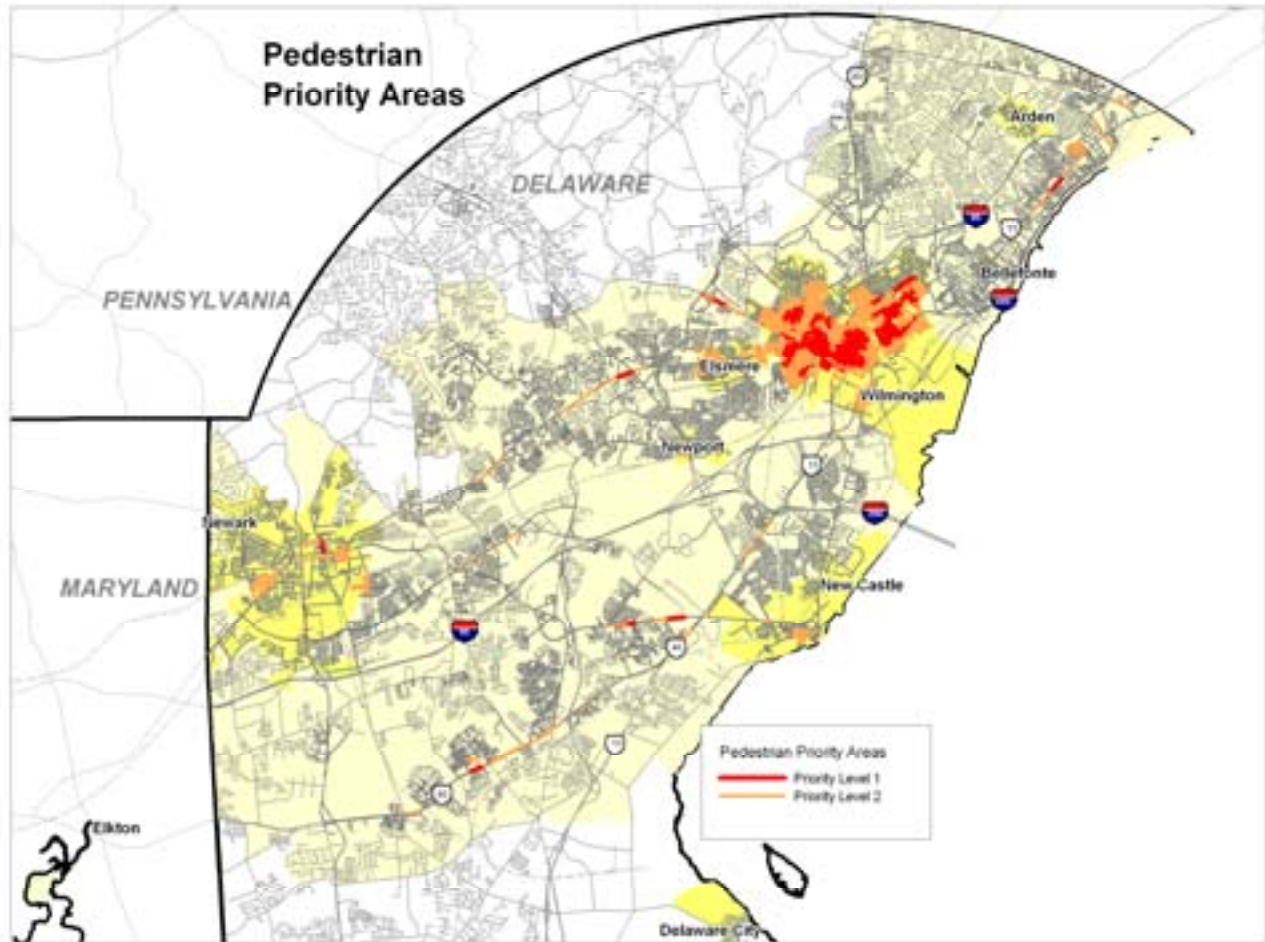 Pedestrian
Priority Areas
Arden
DELAWARE
Bellefonte
PENNSYLVANIA
Elsmere
Wilmington
Newport
Newark
MARYLAND
New Castle
Pedestrian Priority Areas
Priority Level 1
Priority Level 2
Elkton
Delaware City